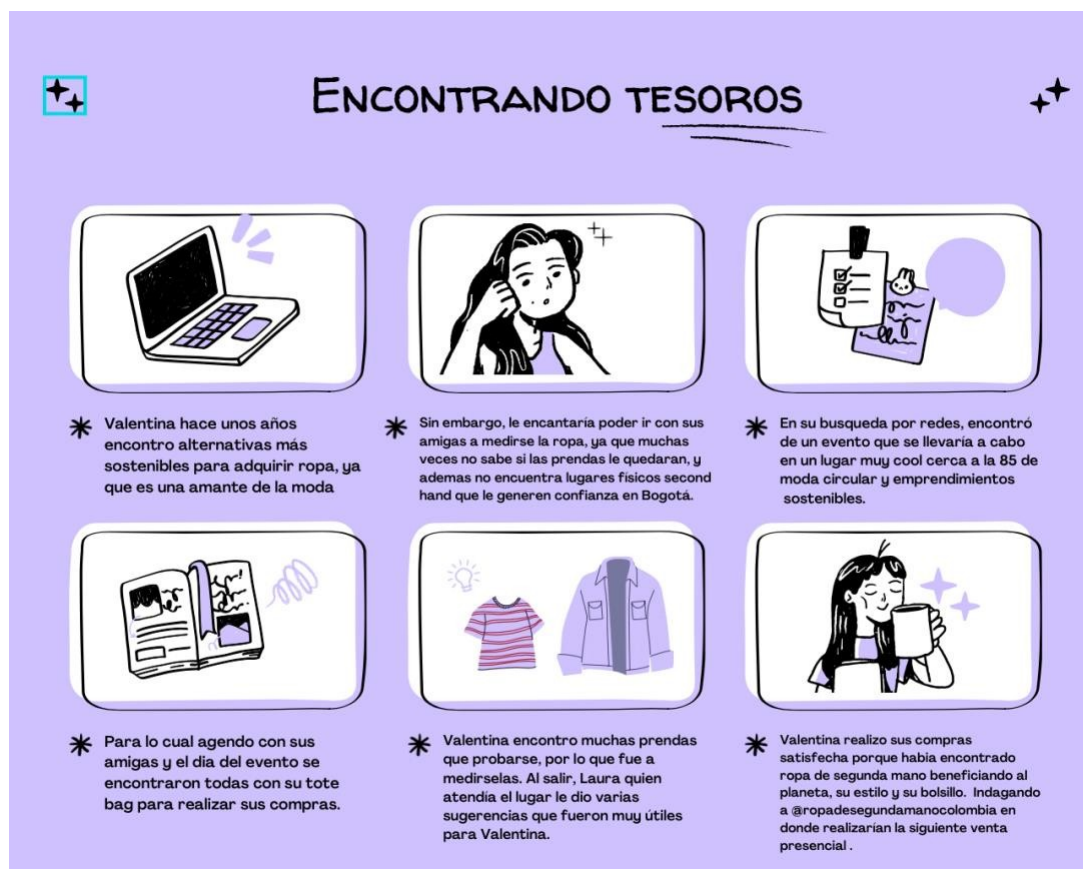 ENCONTRANDO TESOROS
Valentina hace unos años
encontro alternativas más
sostenibles para adquirir ropa, ya
que es una amante de la moda
Sin embargo, le encantaría poder ir con sus
amigas a medirse la ropa, ya que muchas
veces no sabe si las prendas le quedaran, y
ademas no encuentra lugares físicos second
hand que le generen confianza en Bogotá.
En su busqueda por redes, encontró
de un evento que se llevaría a cabo
en un lugar muy cool cerca a la 85 de
moda circular y emprendimientos
sostenibles.
Para lo cual agendo con sus
amigas y el dia del evento se
encontraron todas con su tote
bag para realizar sus compras.
Valentina encontro muchas prendas
que probarse, por lo que fue a
medirselas. Al salir, Laura quien
atendía el lugar le dio varias
sugerencias que fueron muy útiles
para Valentina.
Valentina realizo sus compras
satisfecha porque habia encontrado
ropa de segunda mano beneficiando al
planeta, su estilo y su bolsillo. Indagando
a @ropadesegundamanocolombia en
donde realizarían la siguiente venta
presencial .